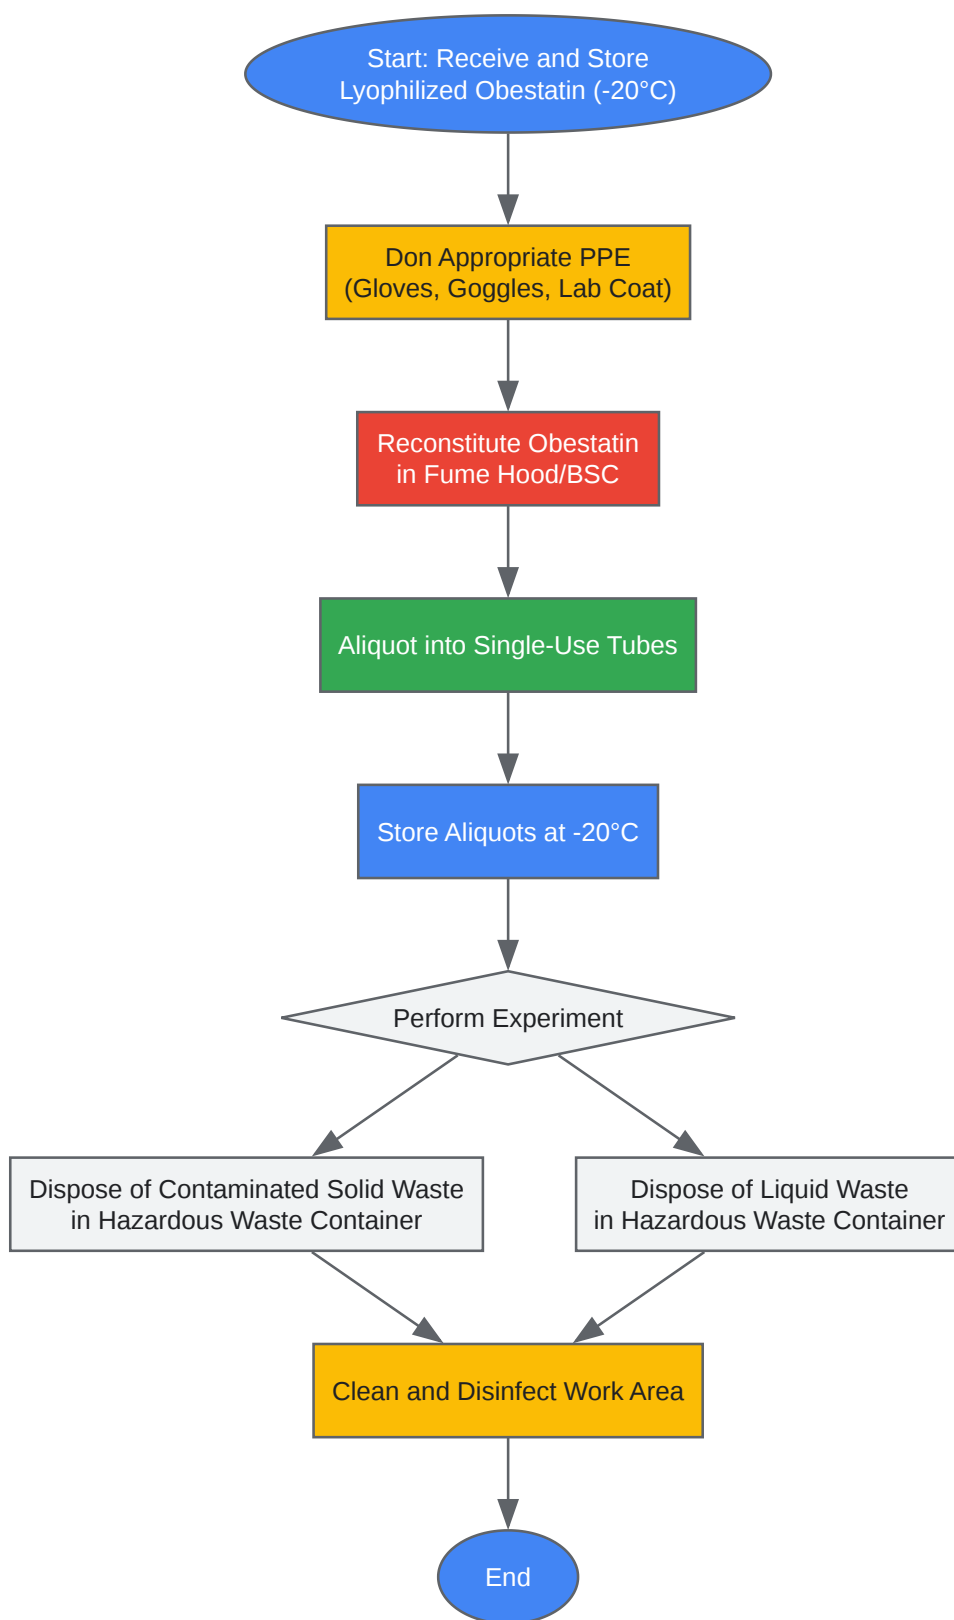 Start: Receive and Store
Lyophilized Obestatin (-20°C)
Don Appropriate PPE
(Gloves, Goggles, Lab Coat)
Reconstitute Obestatin
in Fume Hood/BSC
Aliquot into Single-Use Tubes
Store Aliquots at -20°C
Perform Experiment
Dispose of Contaminated Solid Waste
in Hazardous Waste Container
Dispose of Liquid Waste
in Hazardous Waste Container
Clean and Disinfect Work Area
End